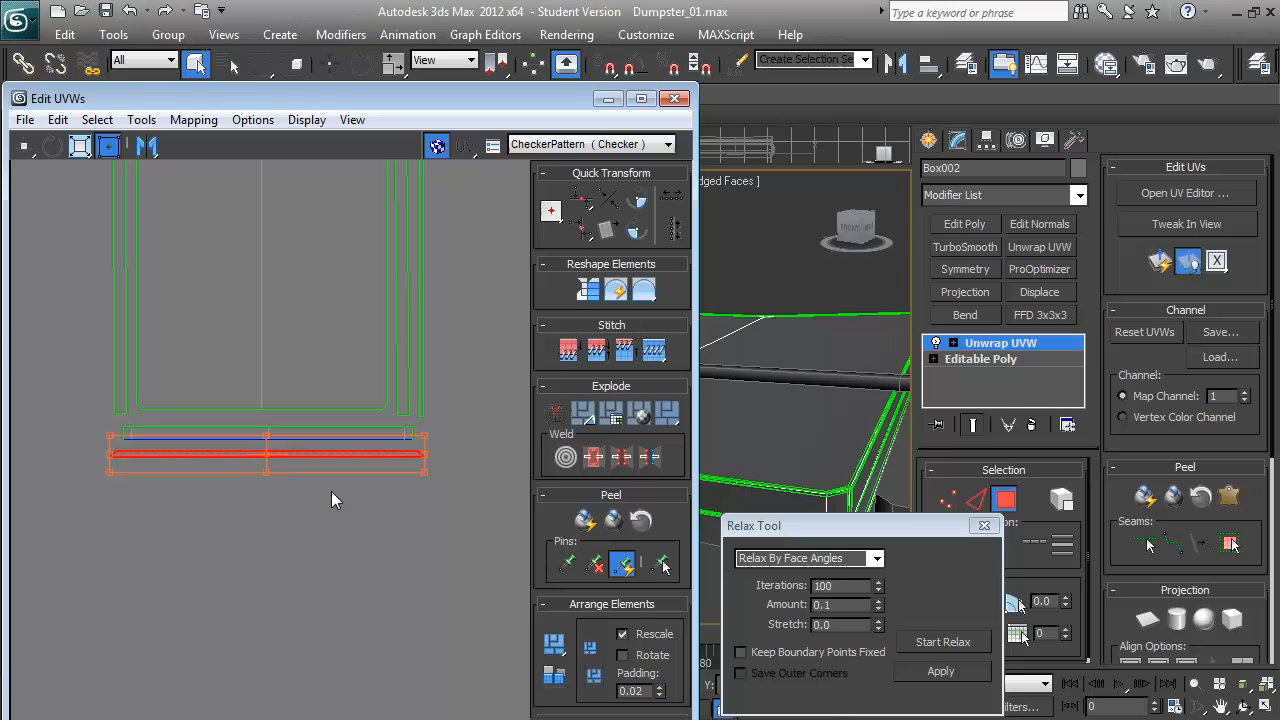 Autodesk 3ds Max 2012 x64 - Student Version Dumpster_01.max
Type a keyword or phrase
Edit Tools Group Views Create Modifiers Animation Graph Editors Rendering Customize MAXScript Help
All
View
Create Selection Se
Edit UVWs
File Edit Select Tools Mapping Options Display View
CheckerPattern ( Checker )
Quick Transform
Reshape Elements
Stitch
Explode
Weld
Peel
Pins:
Arrange Elements
Rescale
Rotate
Padding:
0.02
dged Faces ]
FRONT
Relax Tool
Relax By Face Angles
Iterations: 100
Amount: 0.1
Stretch: 0.0
Start Relax
Keep Boundary Points Fixed
Save Outer Corners
Apply
Box002
Modifier List
Edit Poly Edit Normals
TurboSmooth Unwrap UVW
Symmetry ProOptimizer
Projection Displace
Bend FFD 3x3x3
Unwrap UVW
Editable Poly
Selection
on:
0.0
0
Edit UVs
Open UV Editor ...
Tweak In View
Channel
Reset UVWs Save...
Load...
Channel:
Map Channel: 1
Vertex Color Channel
Peel
Seams:
Projection
Align Options:
80
Y:
ilters...
0